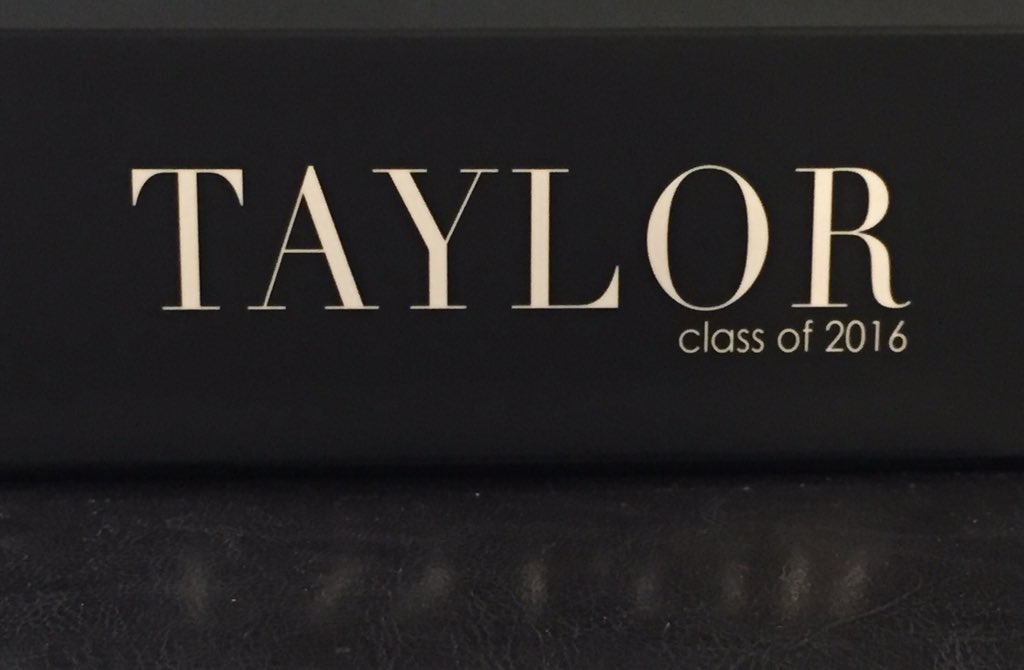 TAYLOR
class of 2016